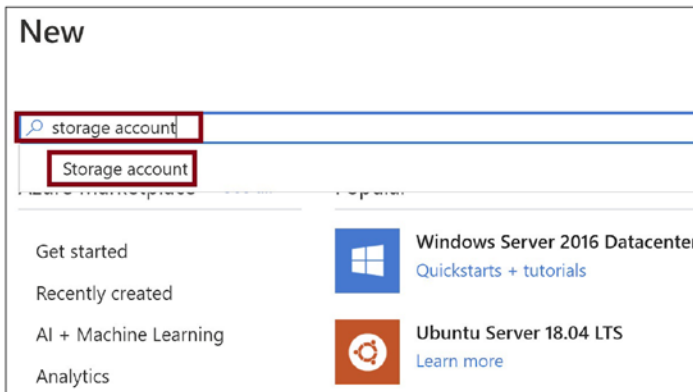 New
storage account
Storage account
Get started
Recently created
AI + Machine Learning
Analytics
Windows Server 2016 Datacenter
Quickstarts + tutorials
Ubuntu Server 18.04 LTS
Learn more